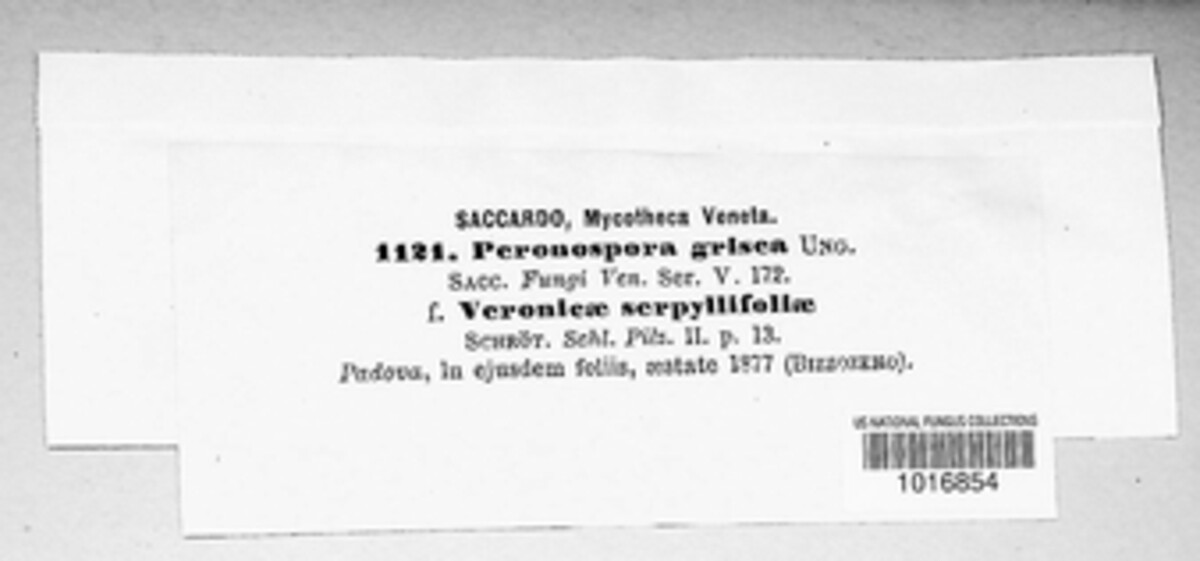 SACCARDO, Mycotheca Veneta.
1121. Peronospora grisea UNG.
SACC. Fungi Ven. Ser. V. 172.
f. Veronicæ serpyllifoliæ
SCHRÖT. Schl. Pilz. II. p. 13.
Padova, in ejusdem foliis, æstate 1877 (BIZZOZERO).
US NATIONAL FUNGUS COLLECTIONS
1016854